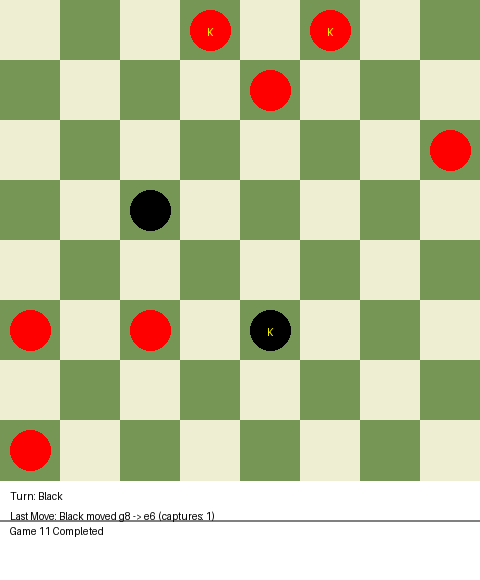 K K
K
Turn: Black
Last Move: Black moved g8 -> e6 (captures: 1)
Game 11 Completed